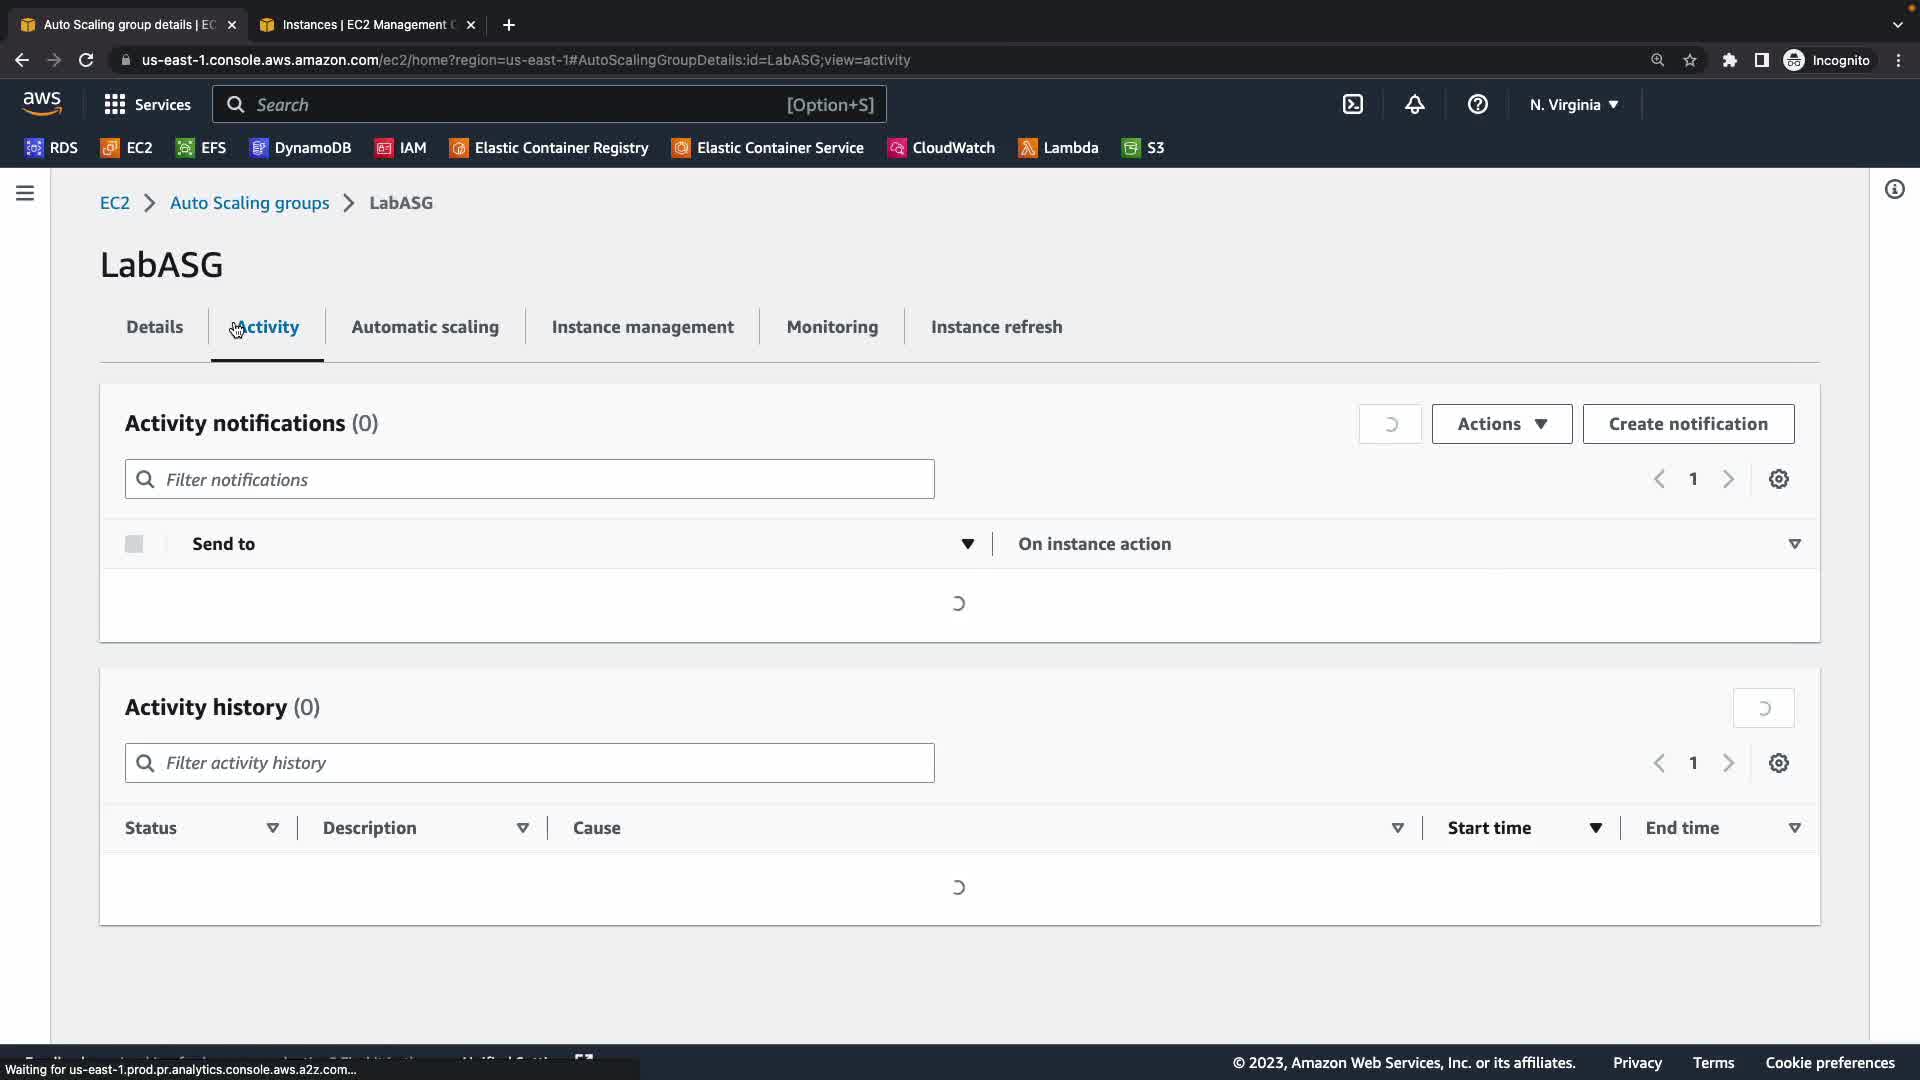 Auto Scaling group details | EC
Instances | EC2 Management C
us-east-1.console.aws.amazon.com/ec2/home?region=us-east-1#AutoScalingGroupDetails:id=LabASG;view=activity
Incognito
aws
Services
Search
[Option+S]
N. Virginia
RDS
EC2
EFS
DynamoDB
IAM
Elastic Container Registry
Elastic Container Service
CloudWatch
Lambda
S3
EC2
Auto Scaling groups
LabASG
LabASG
Details
Activity
Automatic scaling
Instance management
Monitoring
Instance refresh
Activity notifications (0)
Actions
Create notification
Filter notifications
1
Send to
On instance action
Activity history (0)
Filter activity history
1
Status
Description
Cause
Start time
End time
Waiting for us-east-1.prod.pr.analytics.console.aws.a2z.com...
© 2023, Amazon Web Services, Inc. or its affiliates.
Privacy
Terms
Cookie preferences